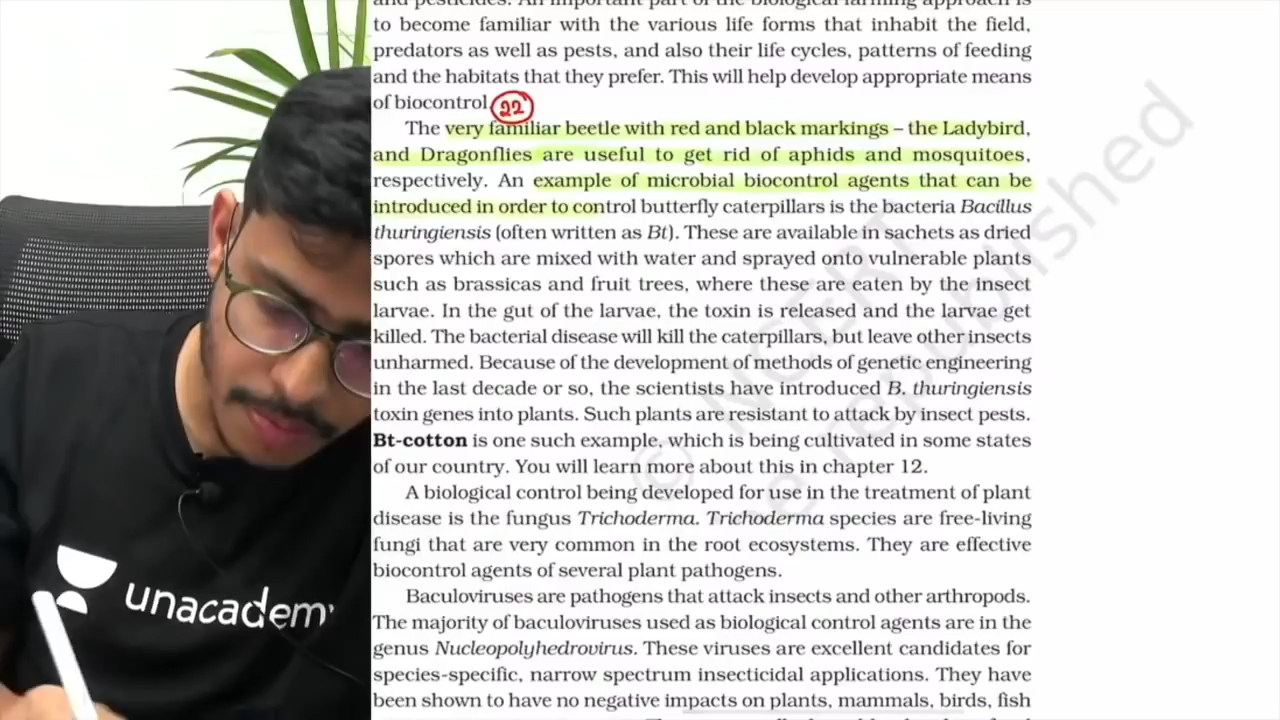 and pesticides. An important part of the biological farming approach is
to become familiar with the various life forms that inhabit the field,
predators as well as pests, and also their life cycles, patterns of feeding
and the habitats that they prefer. This will help develop appropriate means
of biocontrol. 22
The very familiar beetle with red and black markings – the Ladybird,
and Dragonflies are useful to get rid of aphids and mosquitoes,
respectively. An example of microbial biocontrol agents that can be
introduced in order to control butterfly caterpillars is the bacteria Bacillus
thuringiensis (often written as Bt). These are available in sachets as dried
spores which are mixed with water and sprayed onto vulnerable plants
such as brassicas and fruit trees, where these are eaten by the insect
larvae. In the gut of the larvae, the toxin is released and the larvae get
killed. The bacterial disease will kill the caterpillars, but leave other insects
unharmed. Because of the development of methods of genetic engineering
in the last decade or so, the scientists have introduced B. thuringiensis
toxin genes into plants. Such plants are resistant to attack by insect pests.
Bt-cotton is one such example, which is being cultivated in some states
of our country. You will learn more about this in chapter 12.
A biological control being developed for use in the treatment of plant
disease is the fungus Trichoderma. Trichoderma species are free-living
fungi that are very common in the root ecosystems. They are effective
biocontrol agents of several plant pathogens.
Baculoviruses are pathogens that attack insects and other arthropods.
The majority of baculoviruses used as biological control agents are in the
genus Nucleopolyhedrovirus. These viruses are excellent candidates for
species-specific, narrow spectrum insecticidal applications. They have
been shown to have no negative impacts on plants, mammals, birds, fish
© NCERT
republished
unacademy